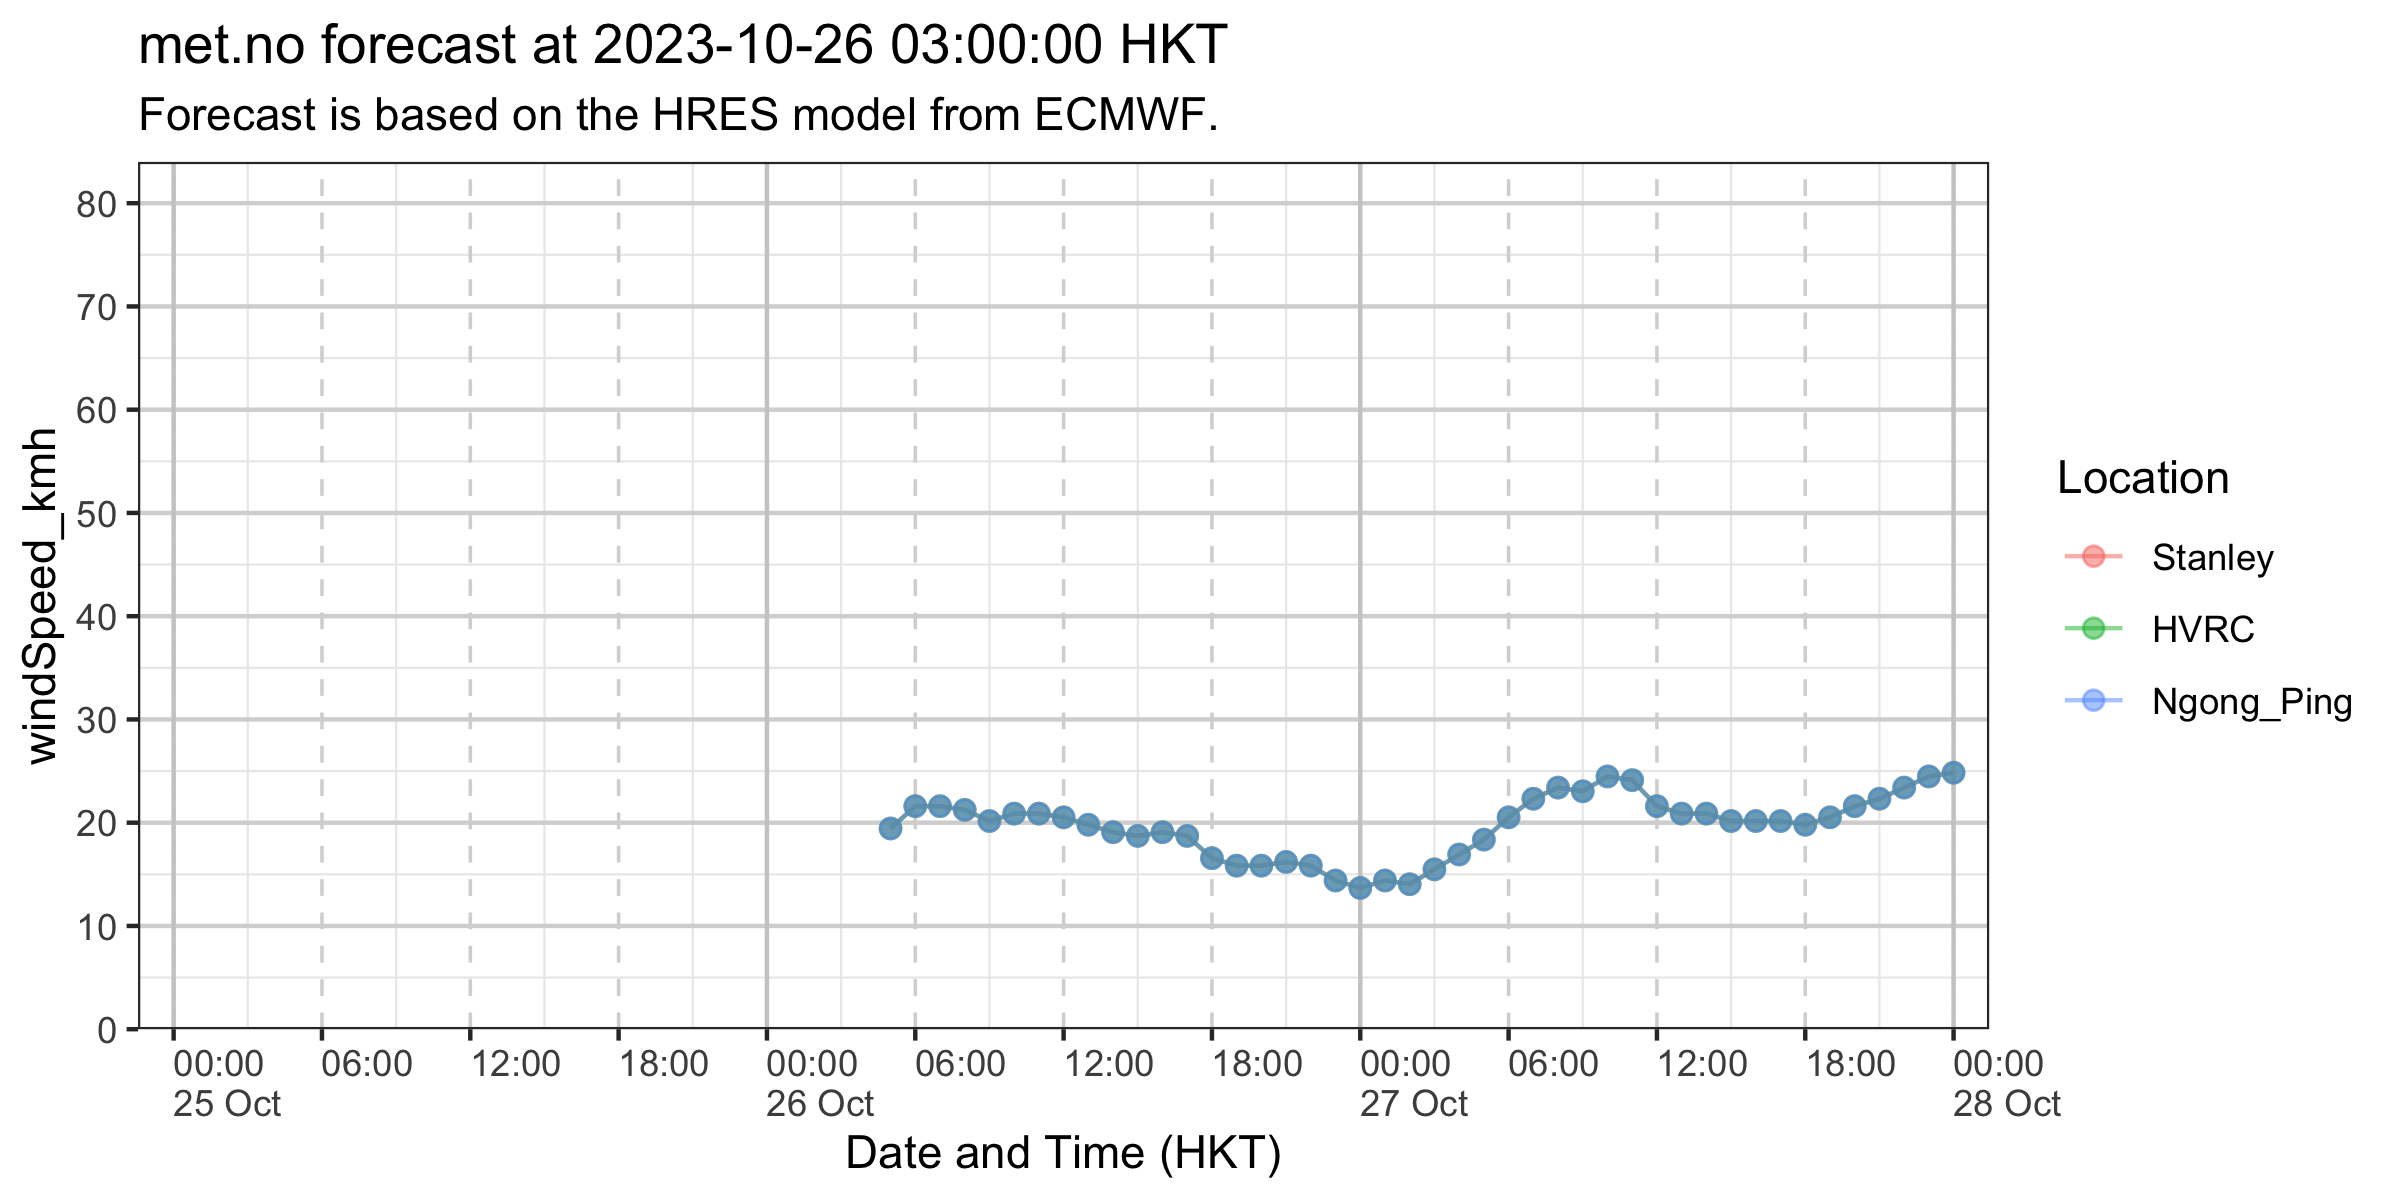 met.no forecast at 2023-10-26 03:00:00 HKT
Forecast is based on the HRES model from ECMWF.
windSpeed_kmh
80
70
60
50
40
30
20
10
0
00:00 06:00 12:00 18:00 00:00 06:00 12:00 18:00 00:00 06:00 12:00 18:00 00:00
25 Oct 26 Oct 27 Oct 28 Oct
Date and Time (HKT)
Location
Stanley
HVRC
Ngong_Ping